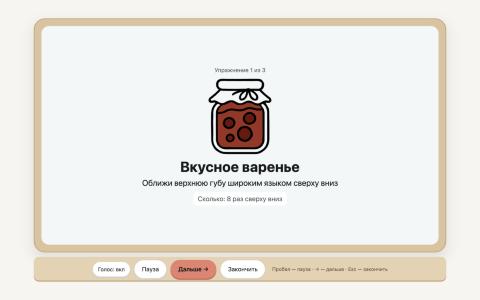 Упражнение 1 из 3
Вкусное варенье
Оближи верхнюю губу широким языком сверху вниз
Сколько: 8 раз сверху вниз
Голос: вкл
Пауза
Дальше →
Закончить
Пробел — пауза · → — дальше · Esc — закончить